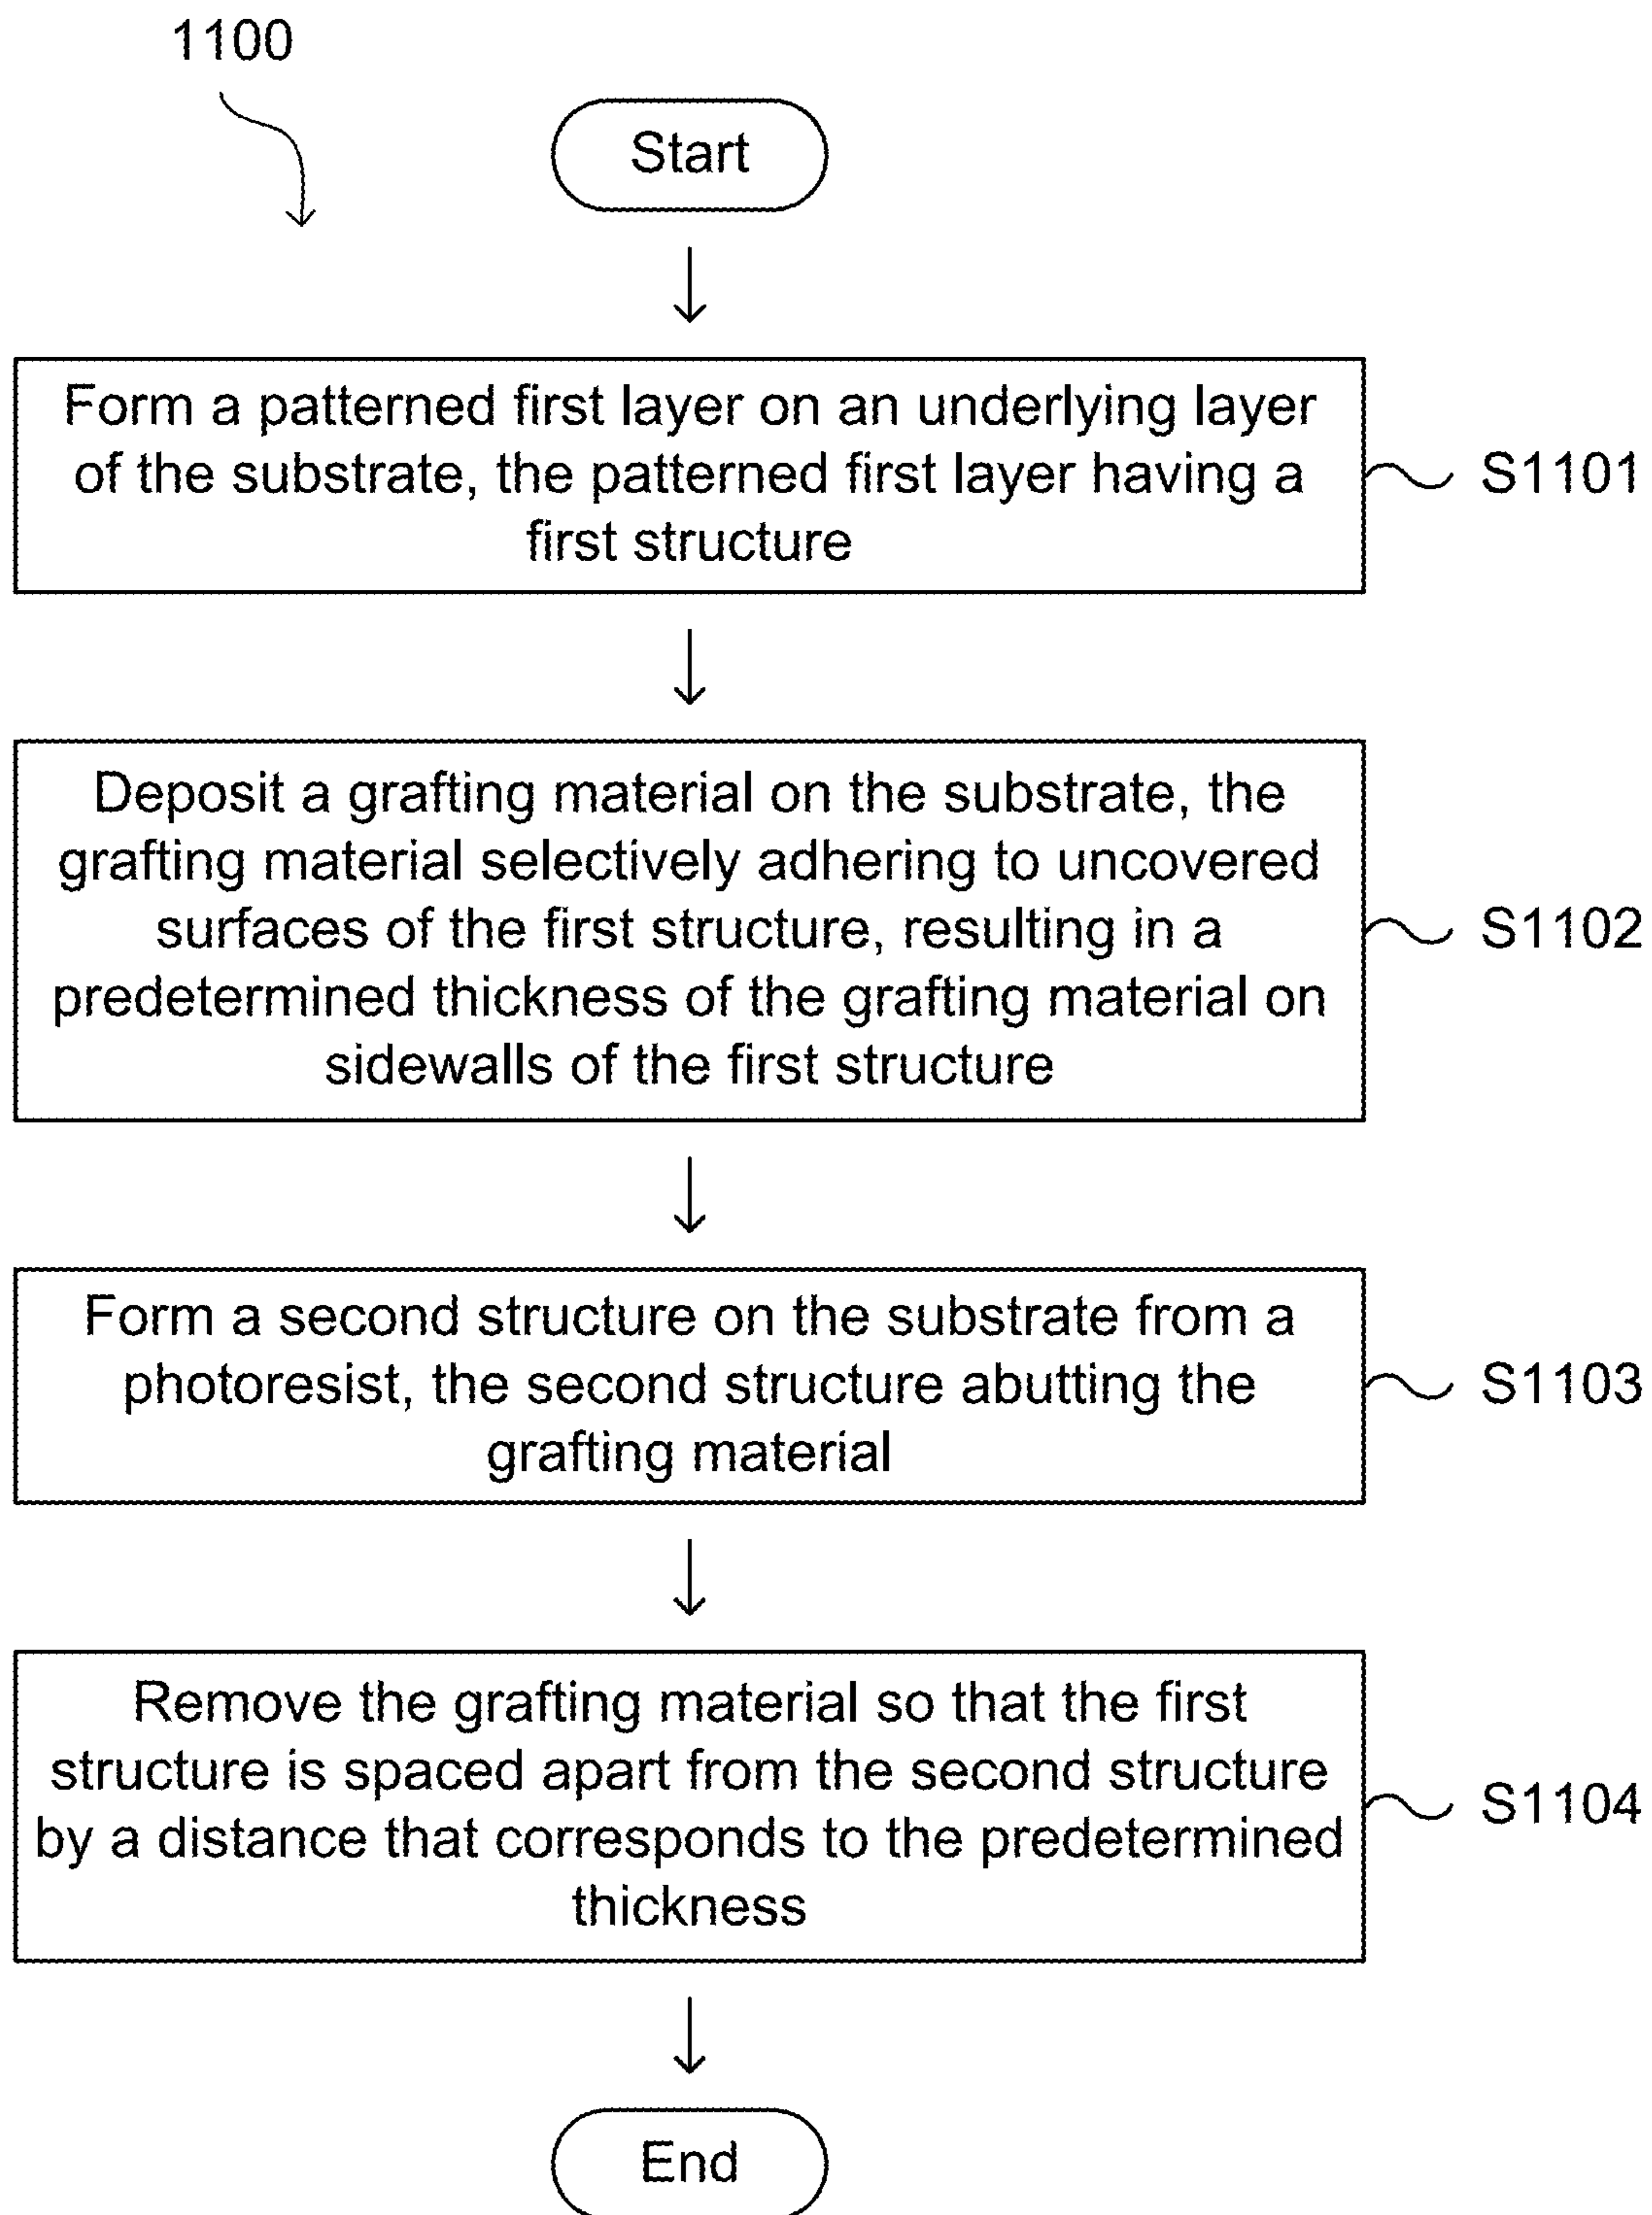 1100
Start
Form a patterned first layer on an underlying layer
of the substrate, the patterned first layer having a
first structure
S1101
Deposit a grafting material on the substrate, the
grafting material selectively adhering to uncovered
surfaces of the first structure, resulting in a
predetermined thickness of the grafting material on
sidewalls of the first structure
S1102
Form a second structure on the substrate from a
photoresist, the second structure abutting the
grafting material
S1103
Remove the grafting material so that the first
structure is spaced apart from the second structure
by a distance that corresponds to the predetermined
thickness
S1104
End